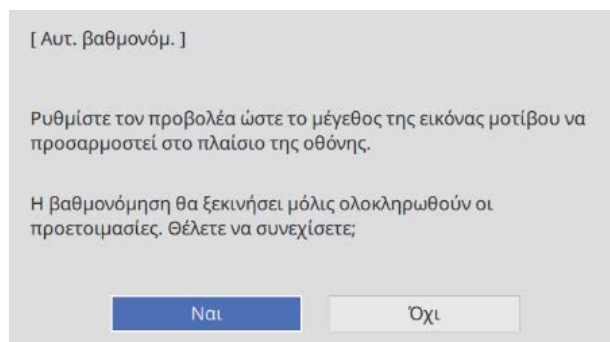 [ Αυτ. βαθμονόμ. ]
Ρυθμίστε τον προβολέα ώστε το μέγεθος της εικόνας μοτίβου να
προσαρμοστεί στο πλαίσιο της οθόνης.
Η βαθμονόμηση θα ξεκινήσει μόλις ολοκληρωθούν οι
προετοιμασίες. Θέλετε να συνεχίσετε;
Ναι
Όχι